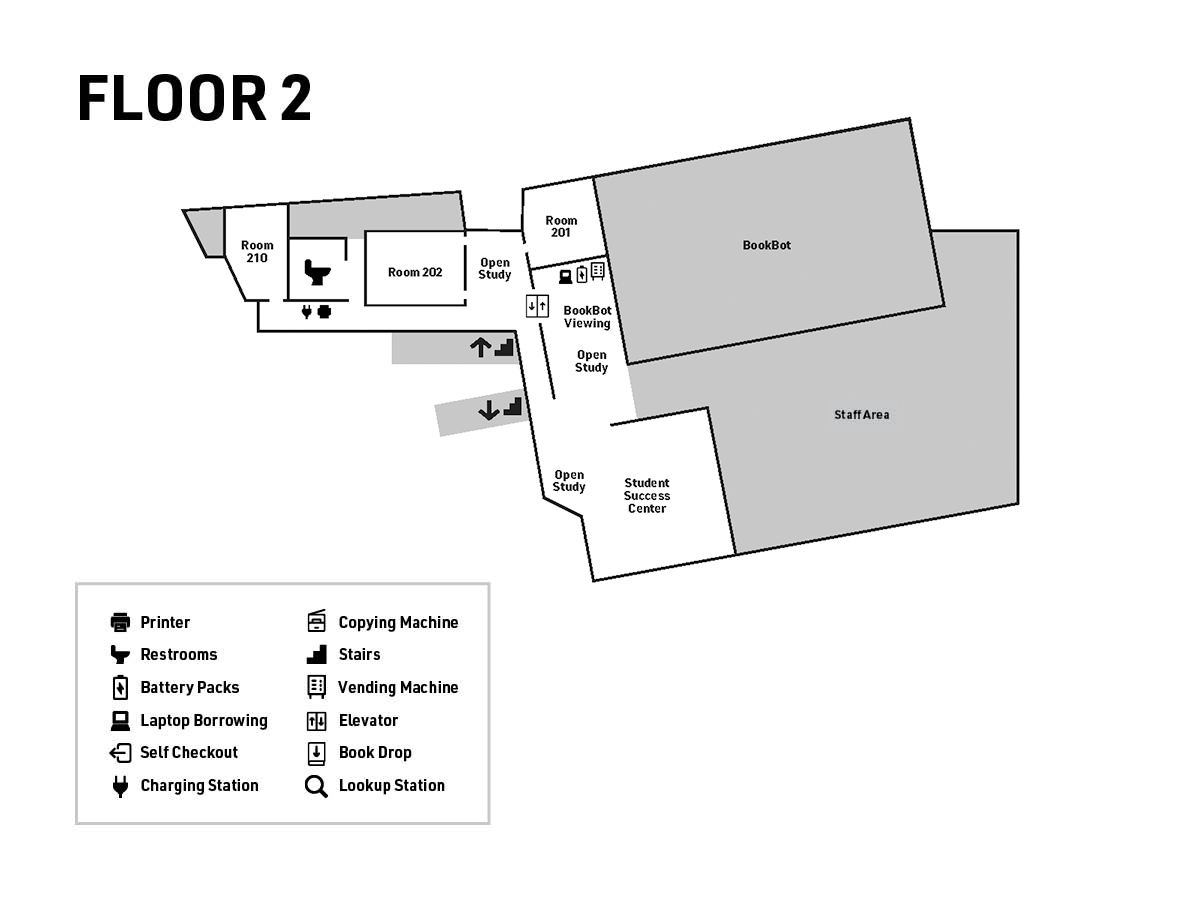 FLOOR 2
Room
201
Room
210
BookBot
Open
Study
Room 202
BookBot
Viewing
Open
Study
Staff Area
Open
Study
Student
Success
Center
Printer
Restrooms
Battery Packs
Laptop Borrowing
Self Checkout
Charging Station
Copying Machine
Stairs
Vending Machine
Elevator
Book Drop
Lookup Station